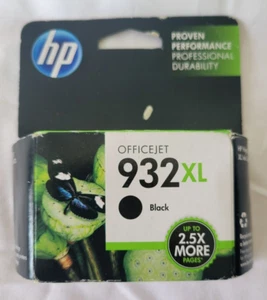 hp
PROVEN
PERFORMANCE
PROFESSIONAL
DURABILITY
OFFICEJET
932XL
Black
UP TO
2.5X
MORE
PAGES